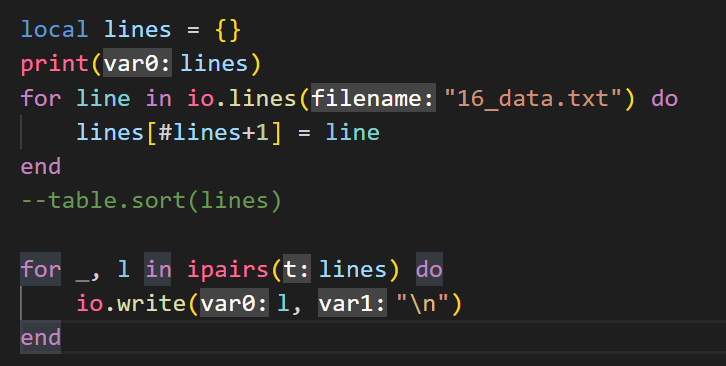 local lines = {}
print(var0: lines)
for line in io.lines(filename: "16_data.txt") do
    lines[#lines+1] = line
end
--table.sort(lines)

for _, l in ipairs(t: lines) do
    io.write(var0: l, var1: "\n")
end